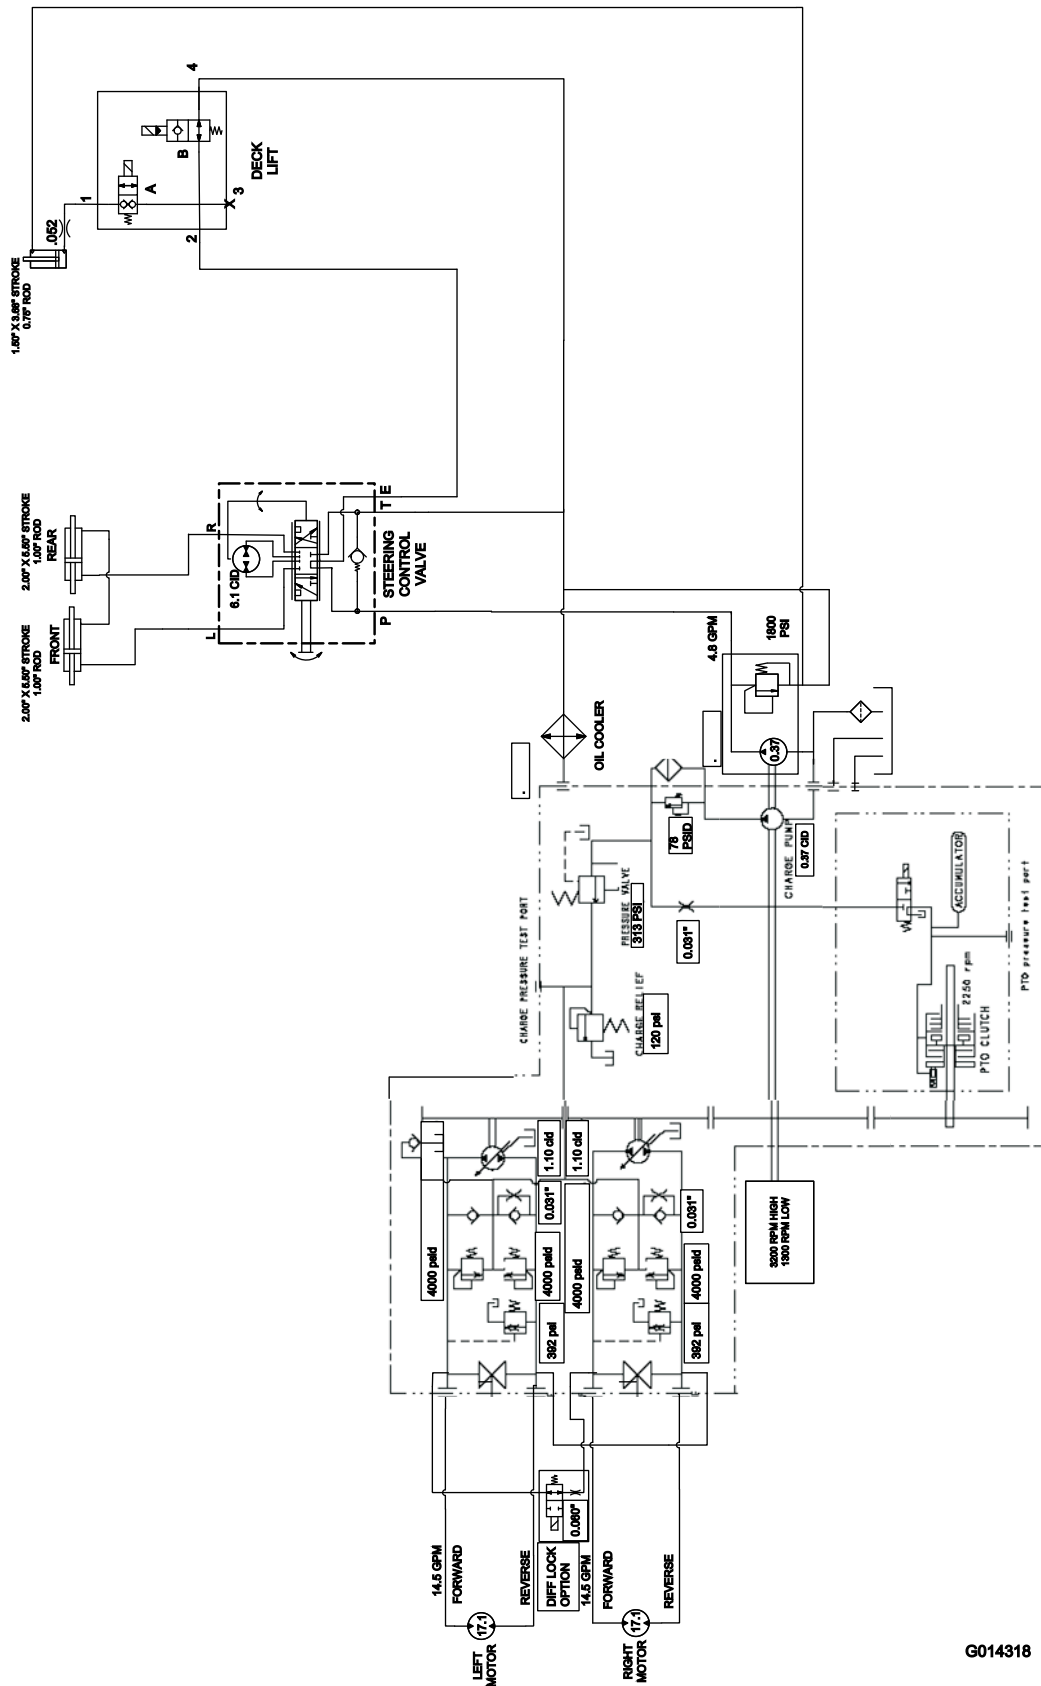 4
1
A
B
3
2
DECK
LIFT
.052
1.50" X 3.88" STROKE
0.75" ROD
2.00" X 5.50" STROKE
1.00" ROD
REAR
2.00" X 5.50" STROKE
1.00" ROD
FRONT
R
L
6.1 CID
E
T
P
STEERING
CONTROL
VALVE
4.8 GPM
1800
PSI
0.37
OIL COOLER
CHARGE PUMP
0.37 CID
78
PSID
PRESSURE VALVE
313 PSI
0.031"
CHARGE PRESSURE TEST PORT
CHARGE RELIEF
120 psi
ACCUMULATOR
PTO pressure test port
2250 rpm
PTO CLUTCH
1.10 cid
1.10 cid
0.031"
0.031"
4000 psid
4000 psid
4000 psid
4000 psid
392 psi
392 psi
3200 RPM HIGH
1300 RPM LOW
0.060"
DIFF LOCK
OPTION
14.5 GPM
FORWARD
REVERSE
14.5 GPM
FORWARD
REVERSE
17.1
LEFT
MOTOR
17.1
RIGHT
MOTOR
G014318